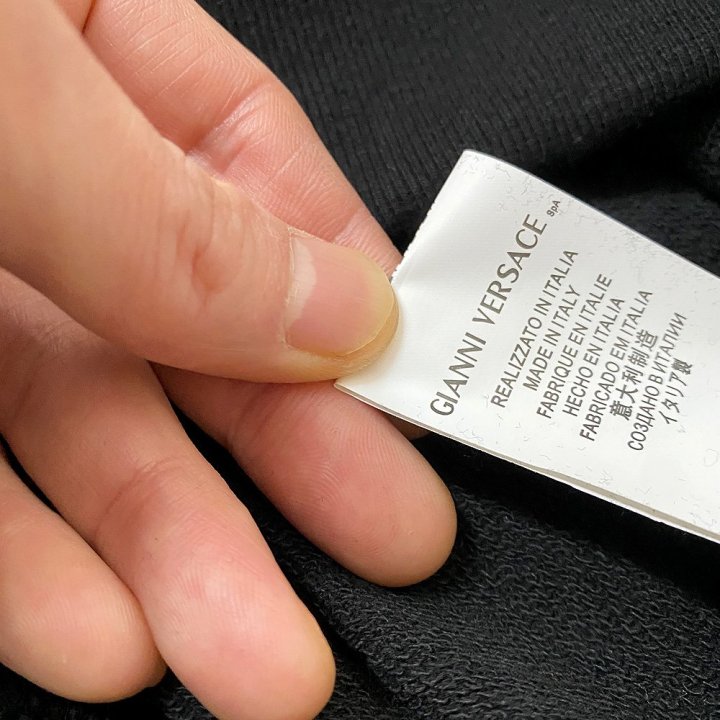 GIANNI VERSACE SpA
REALIZZATO IN ITALIA
MADE IN ITALY
FABRIQUE EN ITALIE
HECHO EN ITALIA
FABRICADO EM ITALIA
意大利制造
СОЗДАНО В ИТАЛИИ
イタリア製